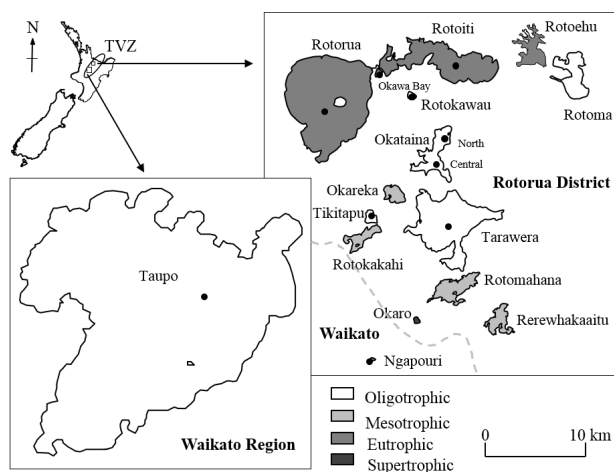 N
TVZ
Rotorua
Rotoiti
Rotoehu
Okawa Bay
Rotokawau
Rotoma
Okataina
North
Central
Rotorua District
Okareka
Tikitapu
Tarawera
Rotokakahi
Rotomahana
Okaro
Rerewhakaaitu
Waikato
Ngapouri
Taupo
Waikato Region
Oligotrophic
Mesotrophic
Eutrophic
Supertrophic
0
10 km